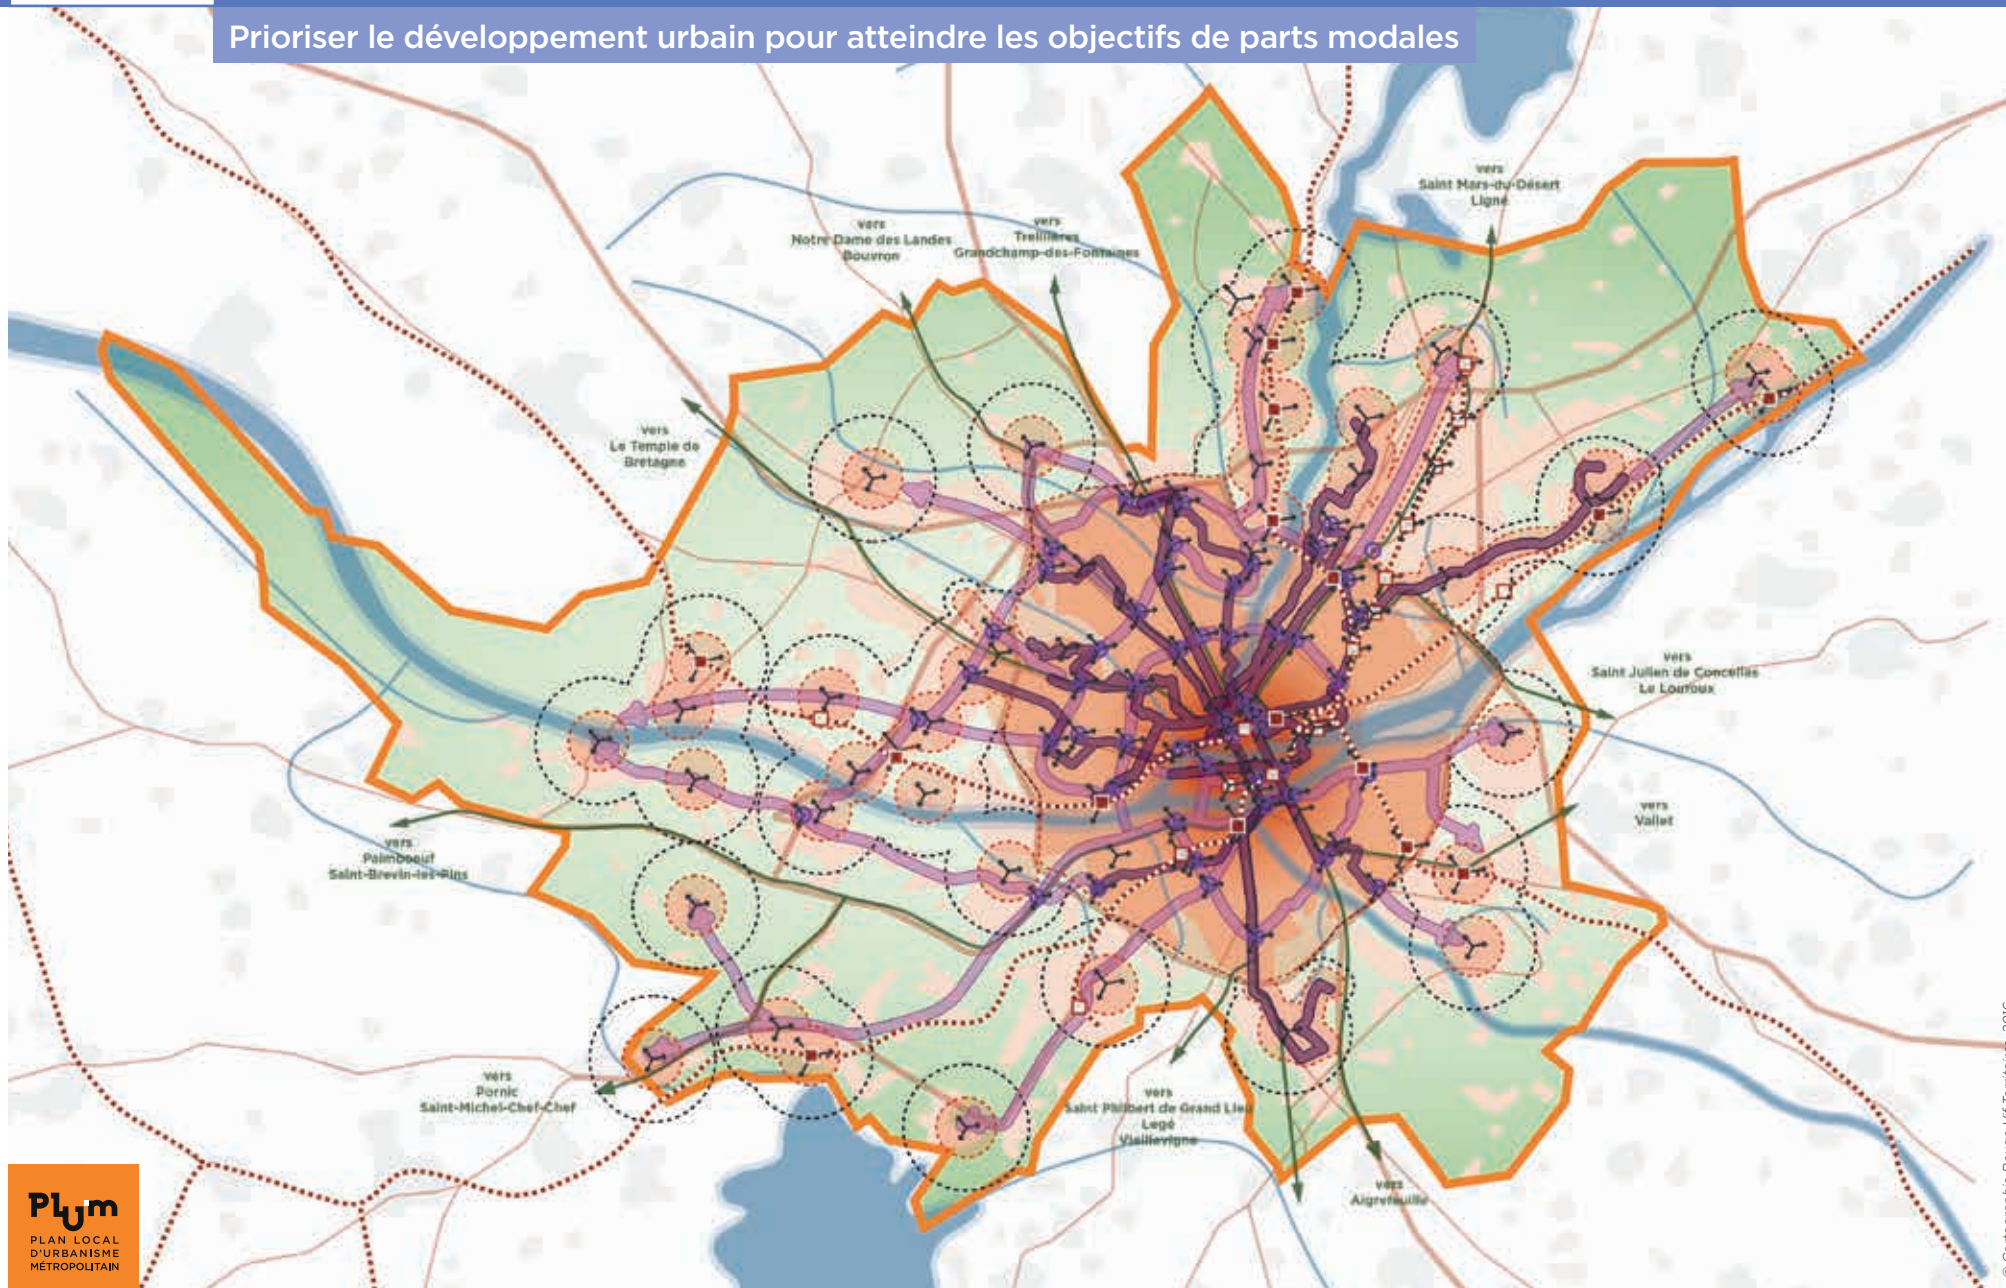 Prioriser le développement urbain pour atteindre les objectifs de parts modales
vers
Saint Mars-du-Désert
Ligné
vers
Notre Dame des Landes
Bouvron
vers
Treillières
Grandchamp-des-Fontaines
vers
Le Temple de
Bretagne
vers
Saint Julien de Concelles
Le Louroux
vers
Vallet
vers
Paimboeuf
Saint-Brevin-les-Pins
vers
Pornic
Saint-Michel-Chef-Chef
vers
Saint Philbert de Grand Lieu
Legé
Vieillevigne
vers
Aigrefeuille
PLUm
PLAN LOCAL
D'URBANISME
MÉTROPOLITAIN